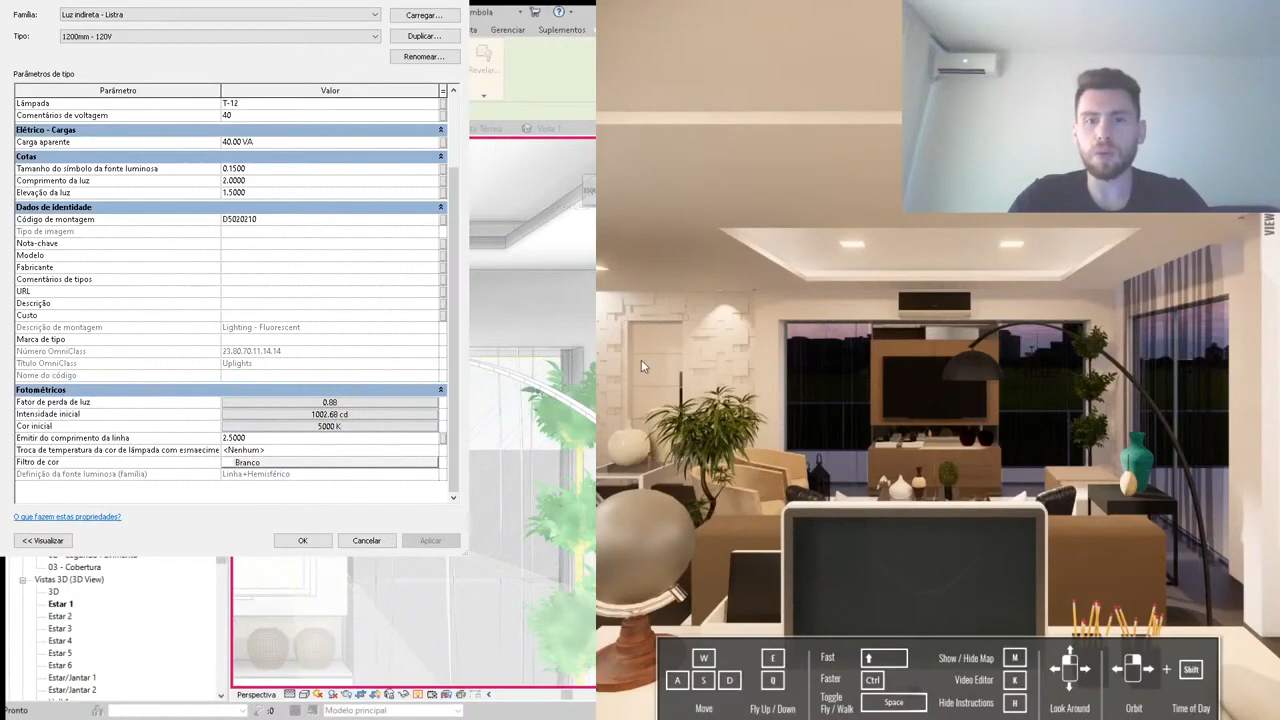 Família: Luz indireta - Listra Carregar...
Tipo: 1200mm - 120V Duplicar...
Renomear...
Parâmetros de tipo
Parâmetro Valor =
Lâmpada T-12
Comentários de voltagem 40
Elétrico - Cargas
Carga aparente 40.00 VA
Cotas
Tamanho do símbolo da fonte luminosa 0.1500
Comprimento da luz 2.0000
Elevação da luz 1.5000
Dados de identidade
Código de montagem D5020210
Tipo de imagem
Nota-chave
Modelo
Fabricante
Comentários de tipos
URL
Descrição
Custo
Descrição de montagem Lighting - Fluorescent
Marca de tipo
Número OmniClass 23.80.70.11.14.14
Título OmniClass Uplights
Nome do código
Fotométricos
Fator de perda de luz 0.88
Intensidade inicial 1002.68 cd
Cor inicial 5000 K
Emitir do comprimento da linha 2.5000
Troca de temperatura da cor de lâmpada com esmaecime <Nenhum>
Filtro de cor Branco
Definição da fonte luminosa (família) Linha+Hemisférico
O que fazem estas propriedades?
<< Visualizar OK Cancelar Aplicar
03 - Cobertura
Vistas 3D (3D View)
3D
Estar 1
Estar 2
Estar 3
Estar 4
Estar 5
Estar 6
Estar/Jantar 1
Estar/Jantar 2
Pronto
mbola
ta Gerenciar Suplementos
Revelar...
ta Térrea Vista 1
ESQU
Perspectiva
:0 Modelo principal
VIEW
W
A S D
Move
E
Q
Fly Up / Down
Fast
Faster Ctrl
Toggle
Fly / Walk Space
Show / Hide Map M
Video Editor K
Hide Instructions H
Look Around
Orbit
+ Shift
Time of Day